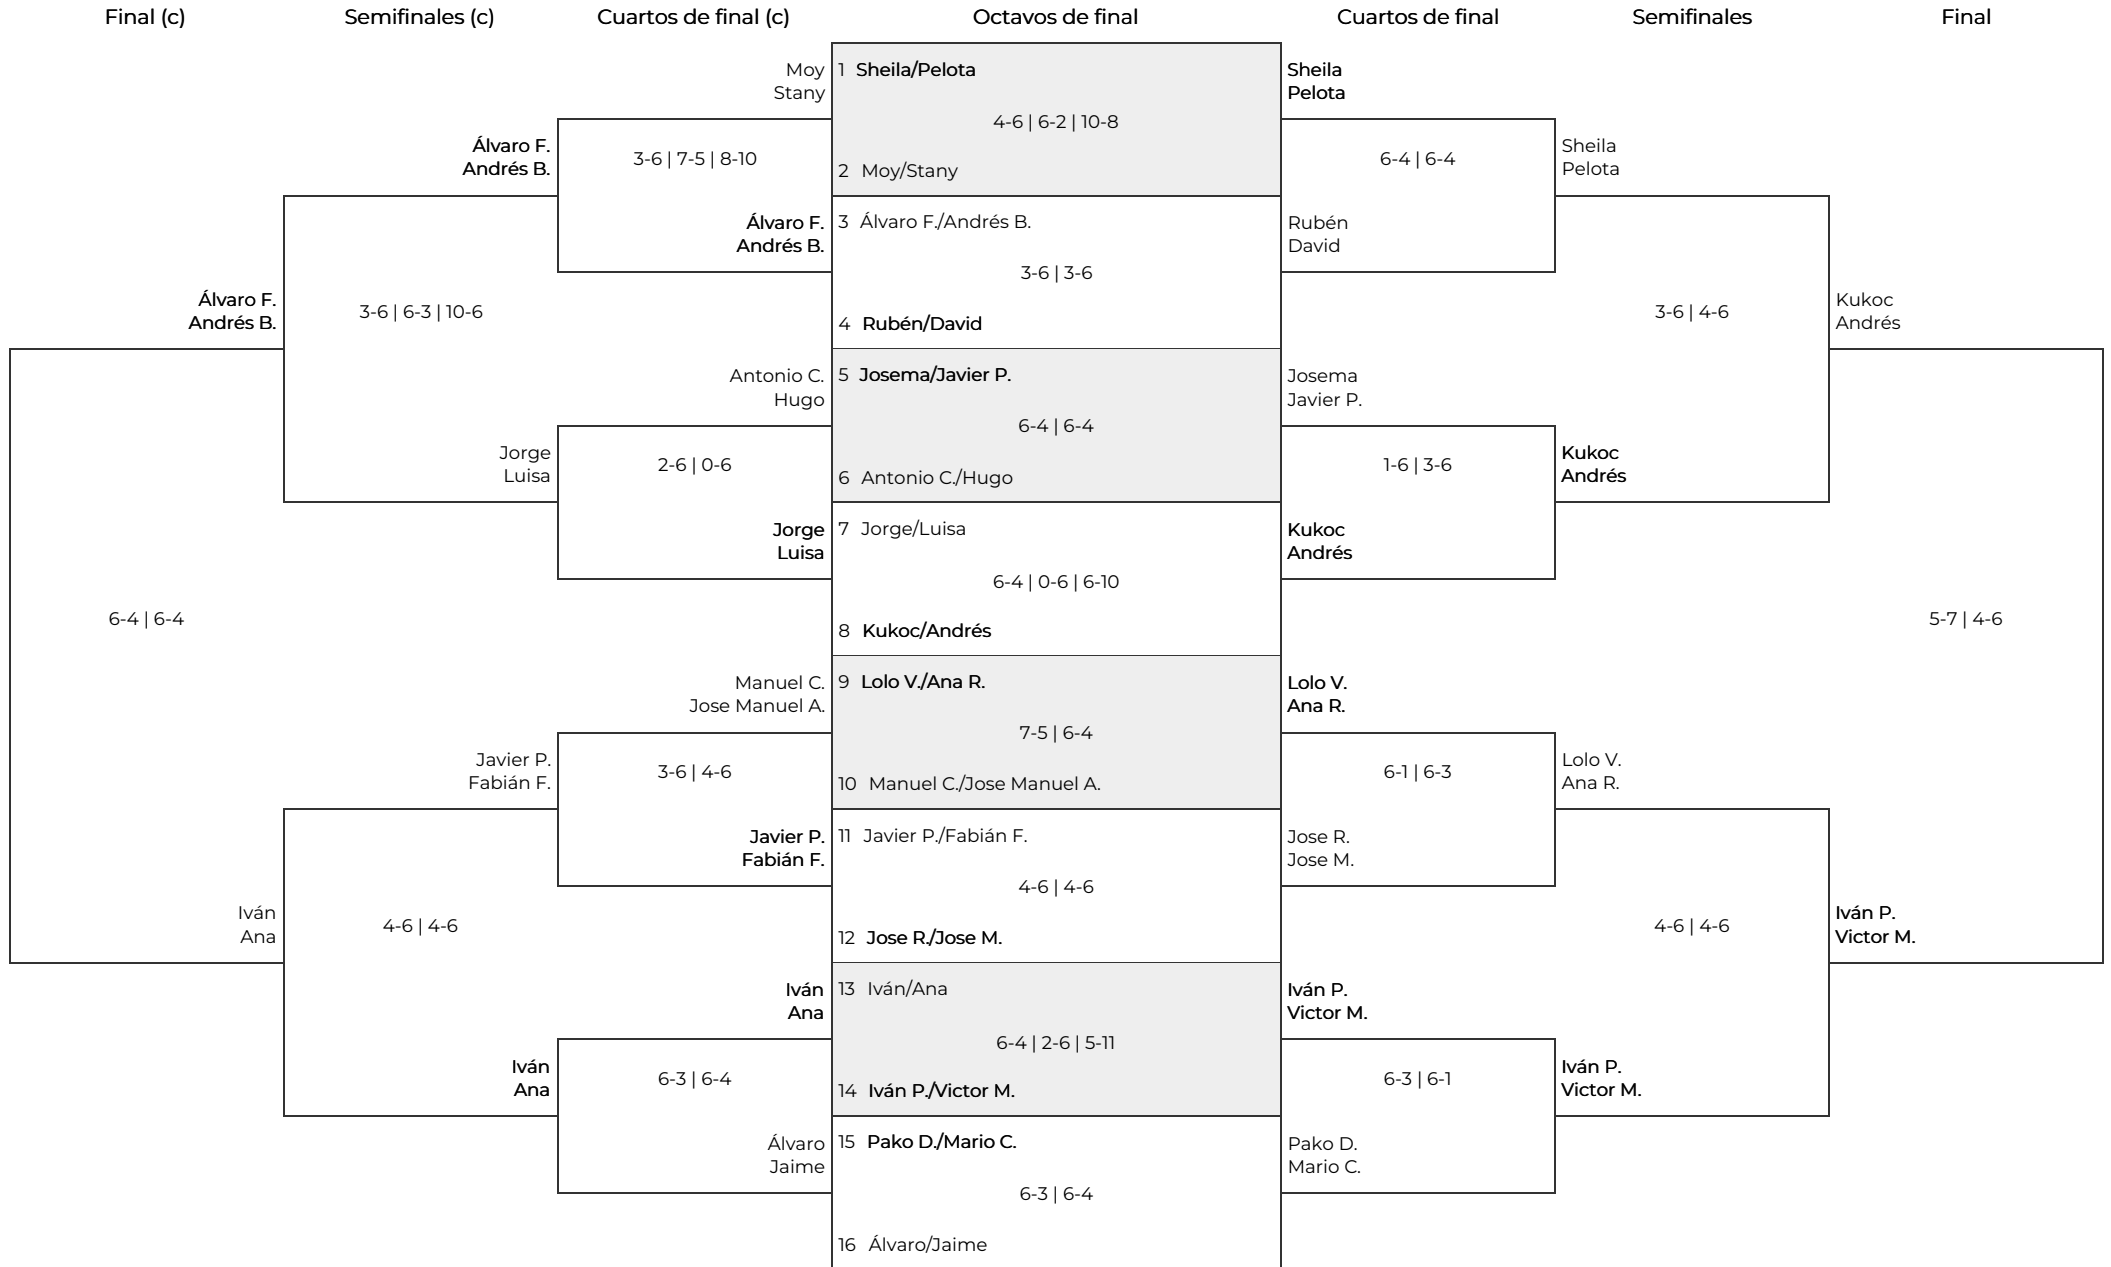 Final (c)
Semifinales (c)
Cuartos de final (c)
Octavos de final
Cuartos de final
Semifinales
Final
Álvaro F.
Andrés B.
6-4 | 6-4
Iván
Ana
Álvaro F.
Andrés B.
3-6 | 6-3 | 10-6
Jorge
Luisa
Javier P.
Fabián F.
4-6 | 4-6
Iván
Ana
Moy
Stany
3-6 | 7-5 | 8-10
Álvaro F.
Andrés B.
Antonio C.
Hugo
2-6 | 0-6
Jorge
Luisa
Manuel C.
Jose Manuel A.
3-6 | 4-6
Javier P.
Fabián F.
Iván
Ana
6-3 | 6-4
Álvaro
Jaime
1 Sheila/Pelota
4-6 | 6-2 | 10-8
2 Moy/Stany
3 Álvaro F./Andrés B.
3-6 | 3-6
4 Rubén/David
5 Josema/Javier P.
6-4 | 6-4
6 Antonio C./Hugo
7 Jorge/Luisa
6-4 | 0-6 | 6-10
8 Kukoc/Andrés
9 Lolo V./Ana R.
7-5 | 6-4
10 Manuel C./Jose Manuel A.
11 Javier P./Fabián F.
4-6 | 4-6
12 Jose R./Jose M.
13 Iván/Ana
6-4 | 2-6 | 5-11
14 Iván P./Victor M.
15 Pako D./Mario C.
6-3 | 6-4
16 Álvaro/Jaime
Sheila
Pelota
6-4 | 6-4
Rubén
David
Josema
Javier P.
1-6 | 3-6
Kukoc
Andrés
Lolo V.
Ana R.
6-1 | 6-3
Jose R.
Jose M.
Iván P.
Victor M.
6-3 | 6-1
Pako D.
Mario C.
Sheila
Pelota
3-6 | 4-6
Kukoc
Andrés
Lolo V.
Ana R.
4-6 | 4-6
Iván P.
Victor M.
Kukoc
Andrés
5-7 | 4-6
Iván P.
Victor M.